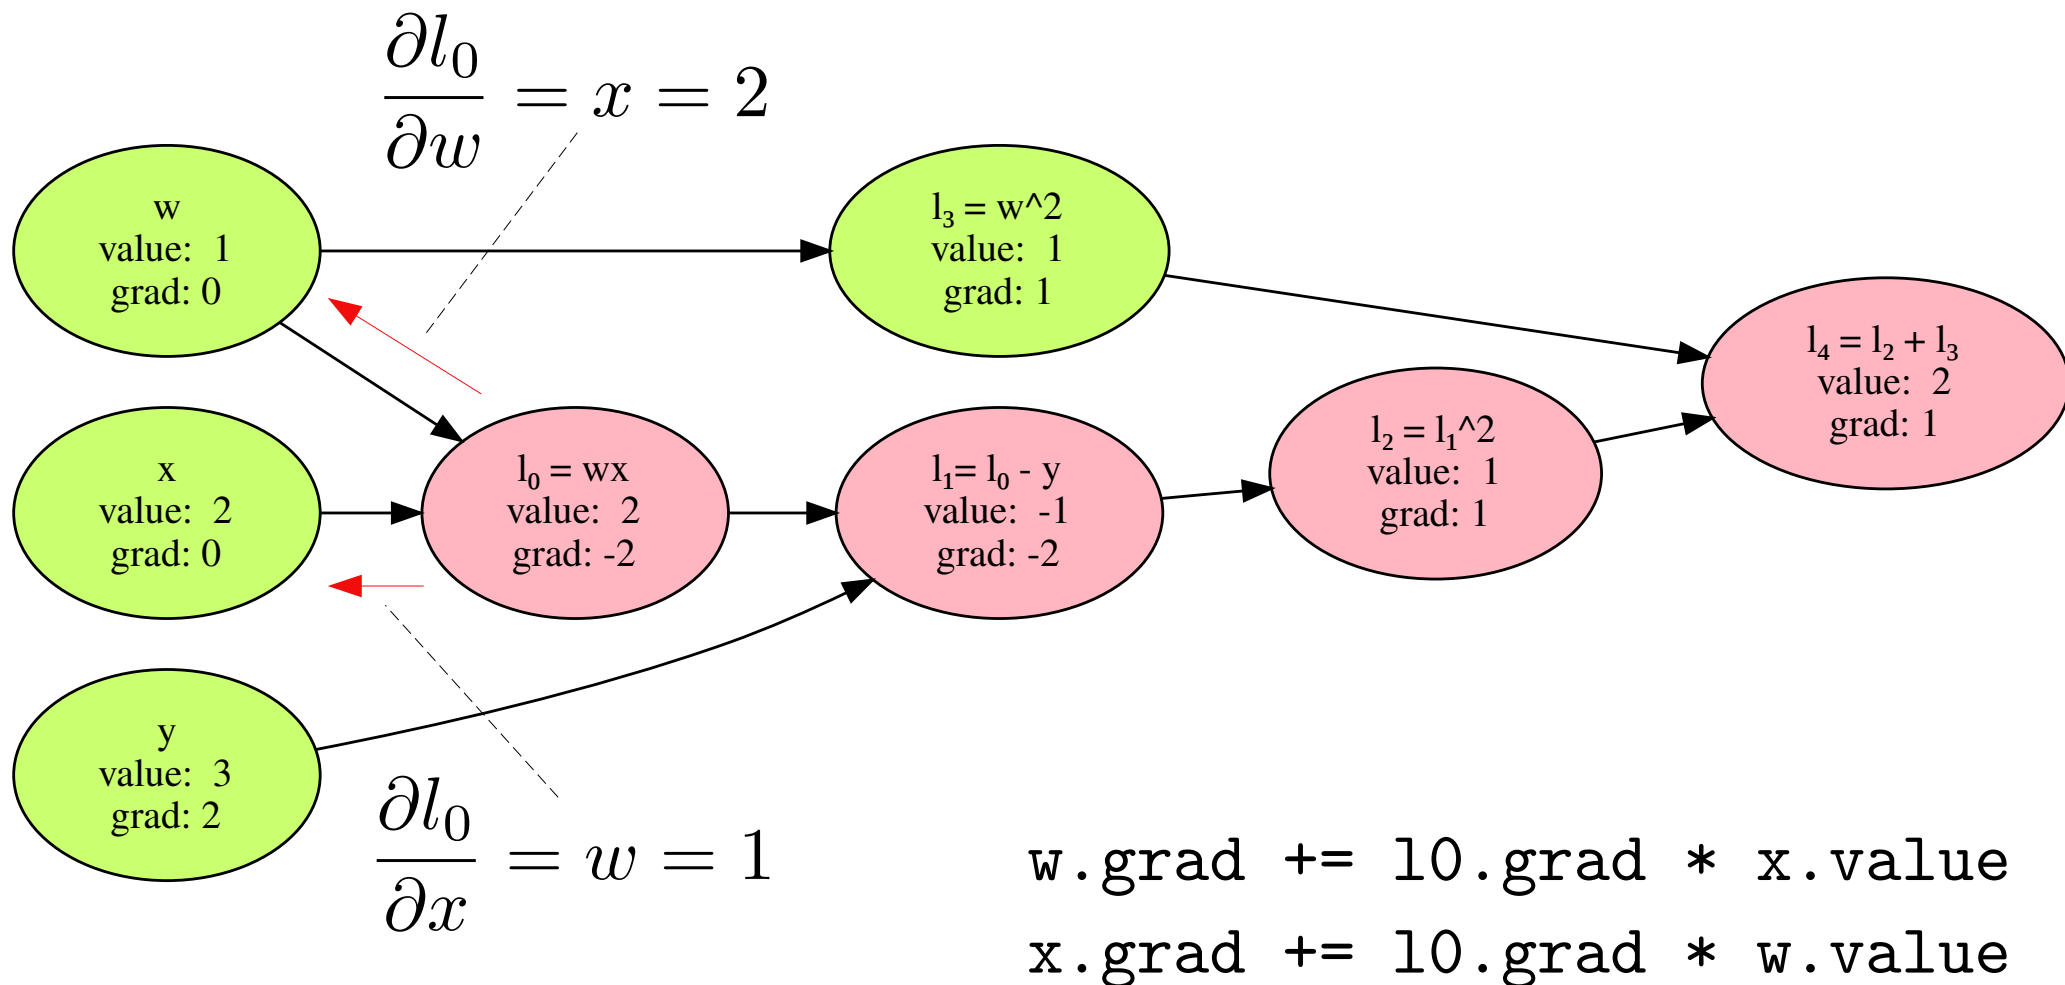 ∂l₀/∂w = x = 2
w
value: 1
grad: 0
l₃ = w^2
value: 1
grad: 1
l₄ = l₂ + l₃
value: 2
grad: 1
x
value: 2
grad: 0
l₀ = wx
value: 2
grad: -2
l₁= l₀ - y
value: -1
grad: -2
l₂ = l₁^2
value: 1
grad: 1
y
value: 3
grad: 2
∂l₀/∂x = w = 1
w.grad += l0.grad * x.value
x.grad += l0.grad * w.value